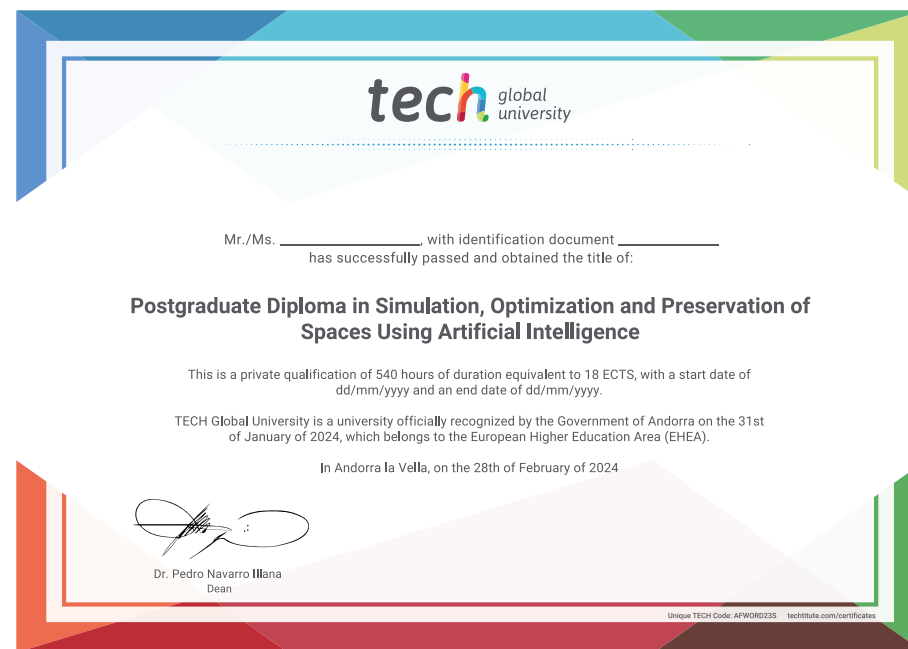 tech global university
Mr./Ms. ____________________, with identification document ______________
has successfully passed and obtained the title of:
Postgraduate Diploma in Simulation, Optimization and Preservation of
Spaces Using Artificial Intelligence
This is a private qualification of 540 hours of duration equivalent to 18 ECTS, with a start date of
dd/mm/yyyy and an end date of dd/mm/yyyy.
TECH Global University is a university officially recognized by the Government of Andorra on the 31st
of January of 2024, which belongs to the European Higher Education Area (EHEA).
In Andorra la Vella, on the 28th of February of 2024
Dr. Pedro Navarro Illana
Dean
Unique TECH Code: AFWORD23S techtitute.com/certificates